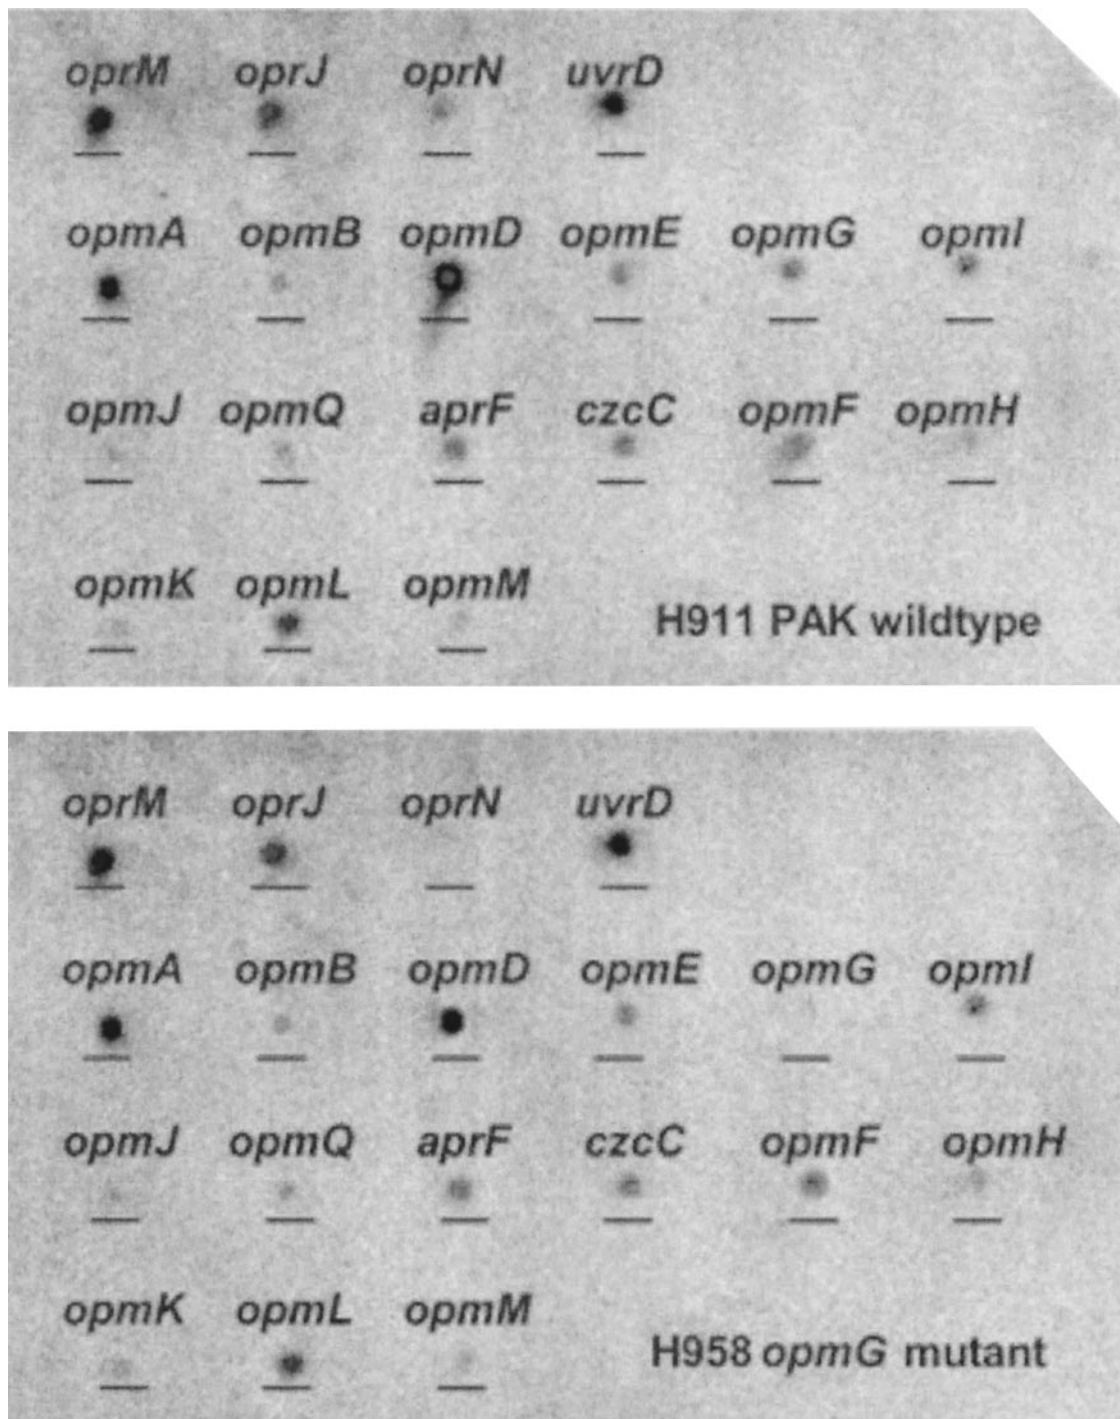 oprM oprJ oprN uvrD
opmA opmB opmD opmE opmG opmI
opmJ opmQ aprF czcC opmF opmH
opmK opmL opmM
H911 PAK wildtype
oprM oprJ oprN uvrD
opmA opmB opmD opmE opmG opmI
opmJ opmQ aprF czcC opmF opmH
opmK opmL opmM
H958 opmG mutant